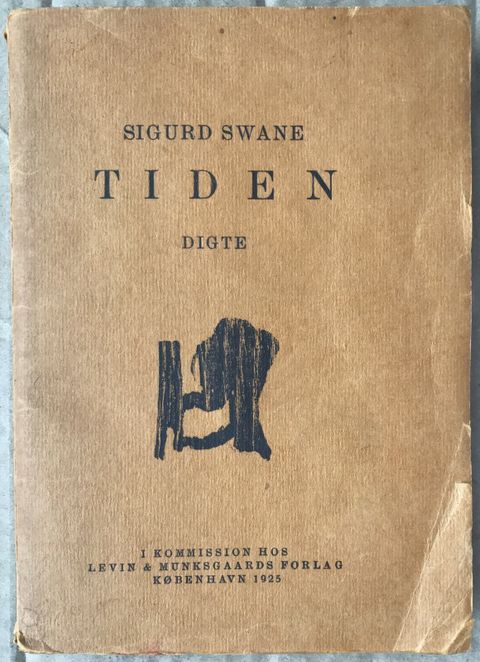 SIGURD SWANE
TIDEN
DIGTE
I KOMMISSION HOS
LEVIN & MUNKSGAARDS FORLAG
KØBENHAVN 1925